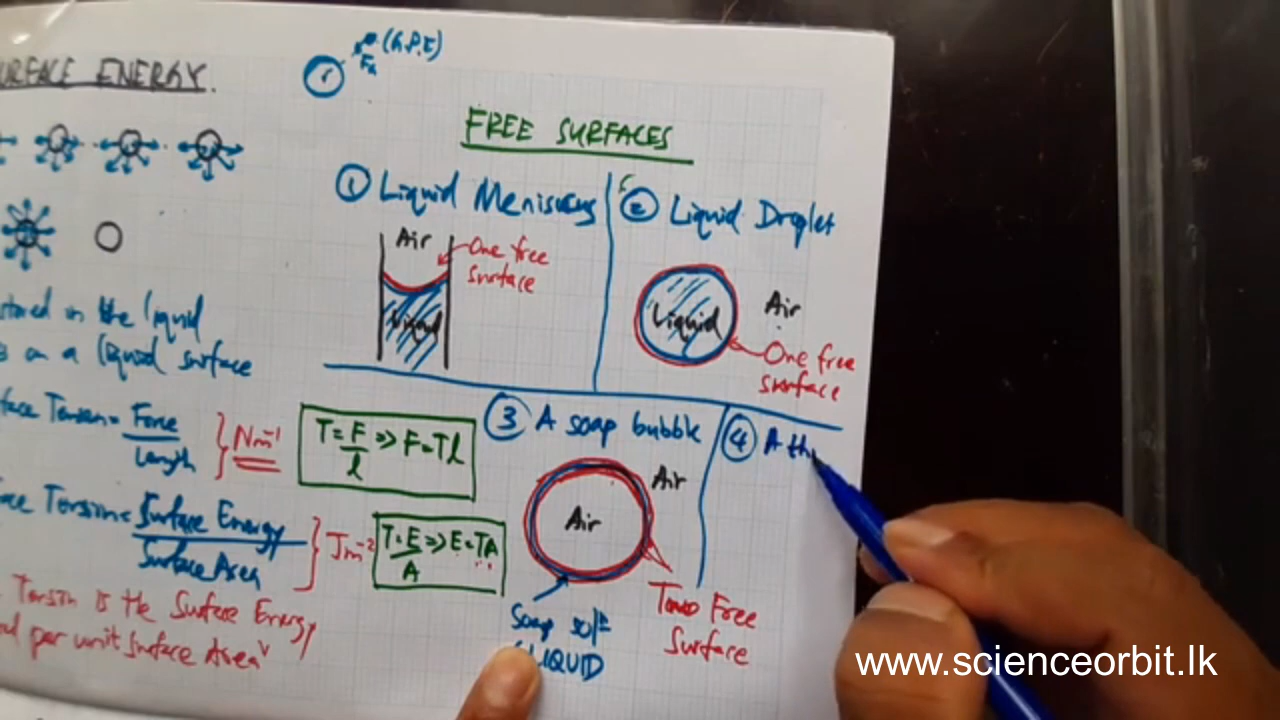 URFACE ENERGY.
r
(G.P.E)
FREE SURFACES
① Liquid Meniscus
Air
One free
surface
Liquid
② Liquid Droplet
Liquid
Air
One free
surface
stored in the liquid
on a liquid surface
face Tension = Force
Length
} Nm⁻¹
T = F/l ⇒ F = Tl
ce Tension = Surface Energy
Surface Area
} Jm⁻²
T = E/A ⇒ E = TA
Tension is the Surface Energy
per unit Surface Area
③ A soap bubble
Air
Air
Soap sol
LIQUID
Two Free
Surface
④ A th
www.scienceorbit.lk